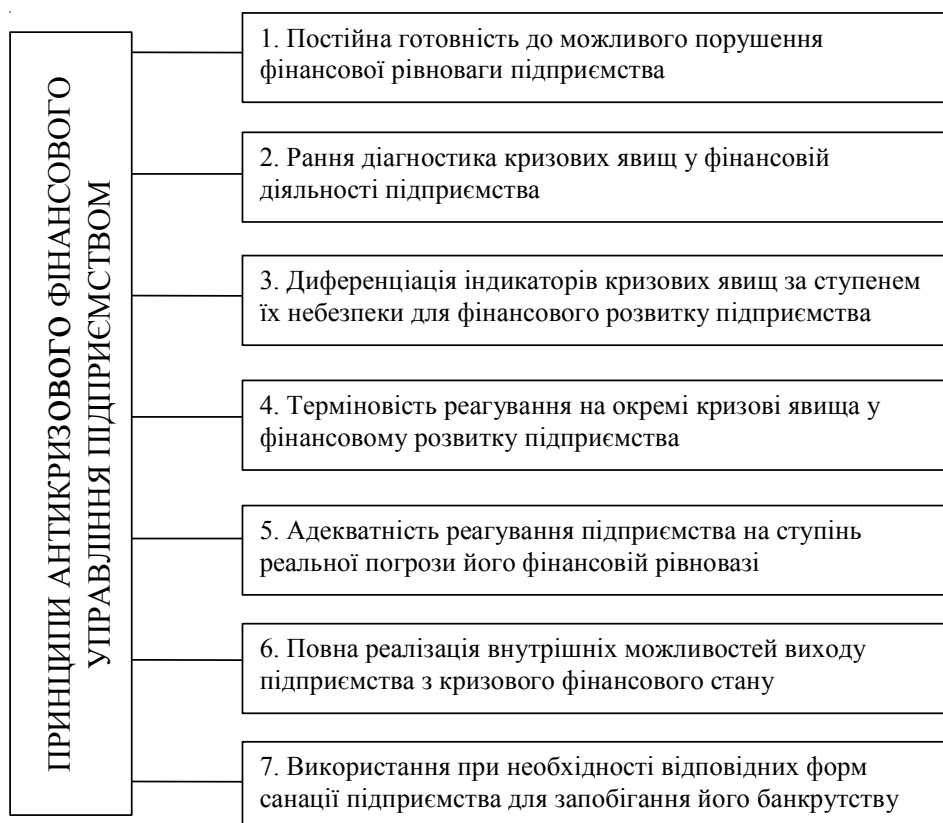 ПРИНЦИПИ АНТИКРИЗОВОГО ФІНАНСОВОГО
УПРАВЛІННЯ ПІДПРИЄМСТВОМ
1. Постійна готовність до можливого порушення
фінансової рівноваги підприємства
2. Рання діагностика кризових явищ у фінансовій
діяльності підприємства
3. Диференціація індикаторів кризових явищ за ступенем
їх небезпеки для фінансового розвитку підприємства
4. Терміновість реагування на окремі кризові явища у
фінансовому розвитку підприємства
5. Адекватність реагування підприємства на ступінь
реальної погрози його фінансовій рівновазі
6. Повна реалізація внутрішніх можливостей виходу
підприємства з кризового фінансового стану
7. Використання при необхідності відповідних форм
санації підприємства для запобігання його банкрутству